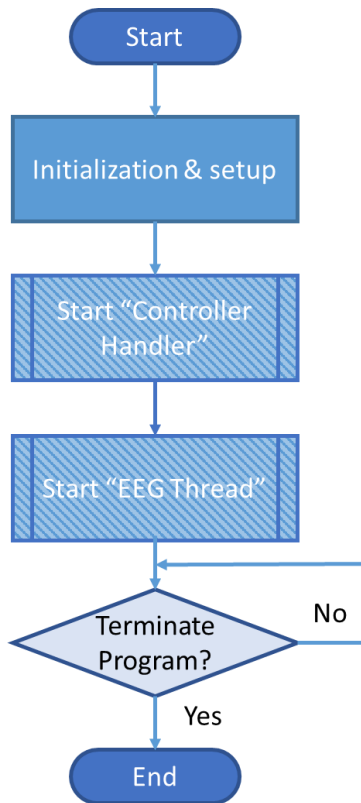 Start
Initialization & setup
Start “Controller
Handler”
Start “EEG Thread”
Terminate
Program?
No
Yes
End